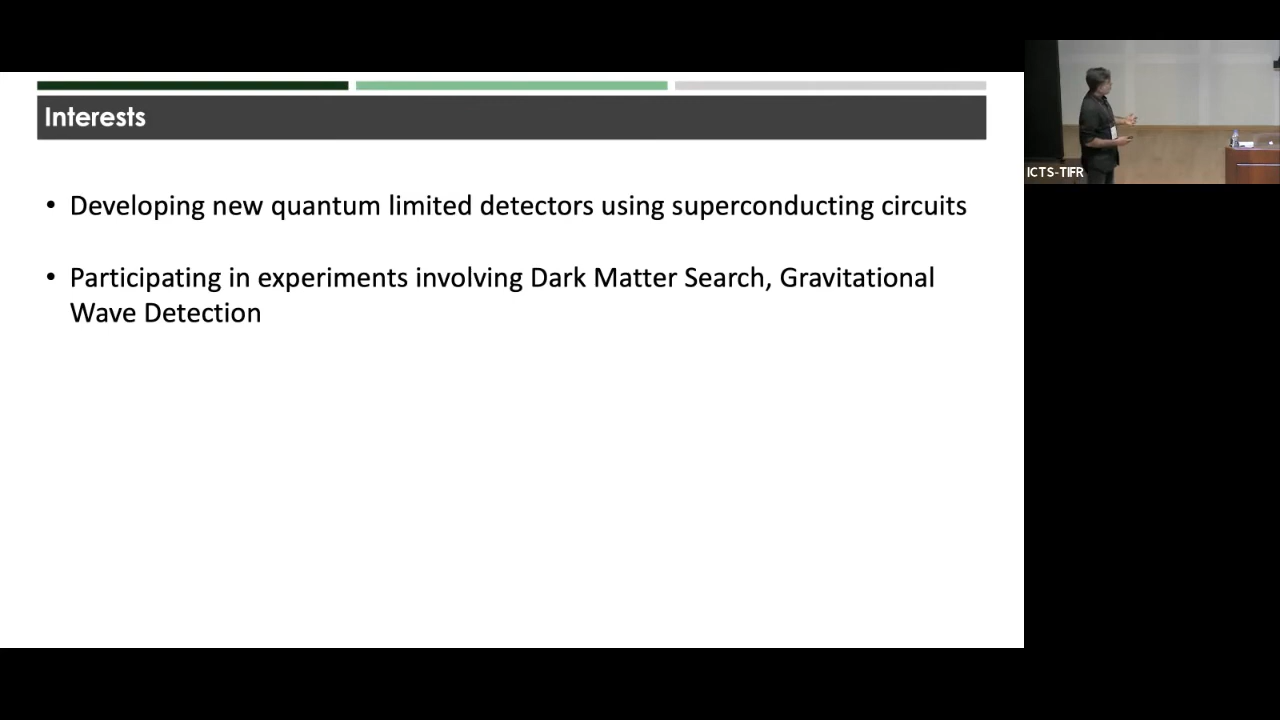 Interests
• Developing new quantum limited detectors using superconducting circuits
• Participating in experiments involving Dark Matter Search, Gravitational
Wave Detection
ICTS-TIFR